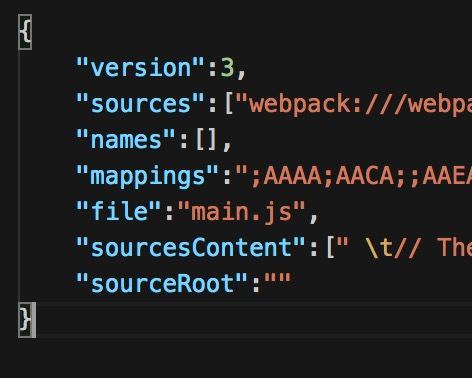 {
"version":3,
"sources":["webpack:///webpa
"names":[],
"mappings":";AAAA;AACA;;AAEA
"file":"main.js",
"sourcesContent":[" \t// The
"sourceRoot":""
}